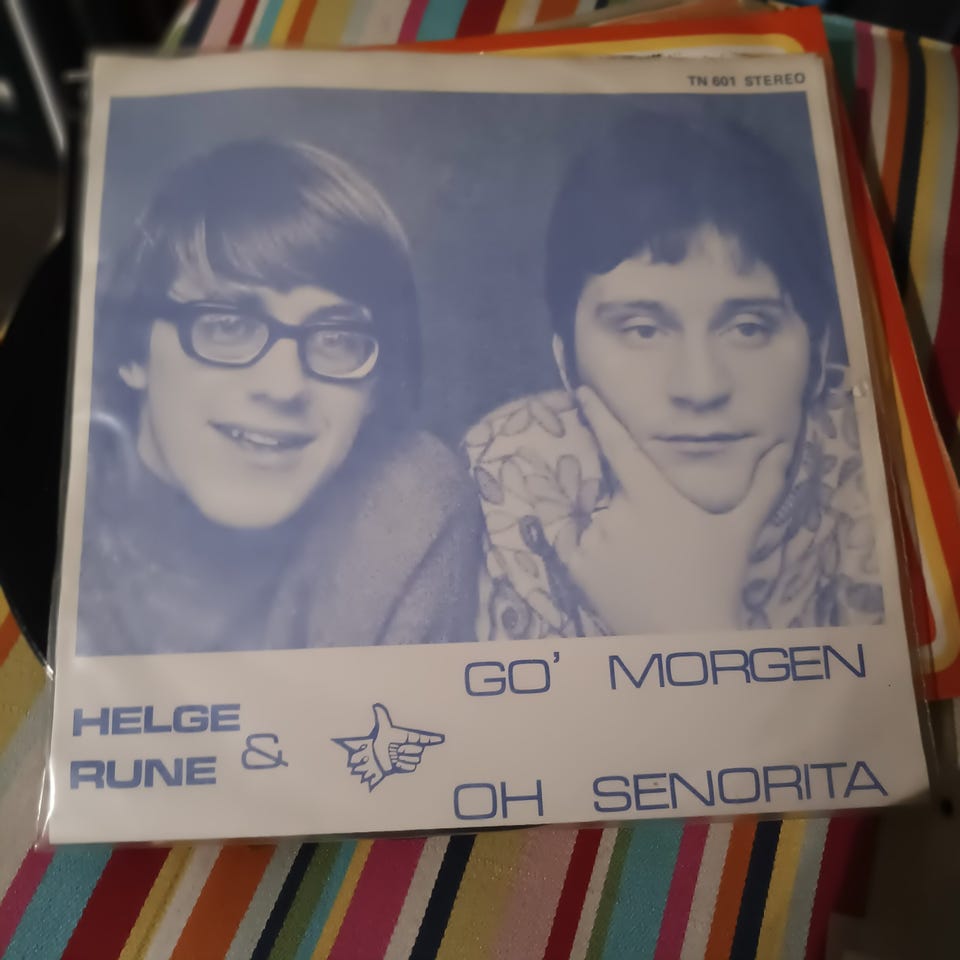 TN 601 STEREO
GO' MORGEN
HELGE &
RUNE
OH SENORITA